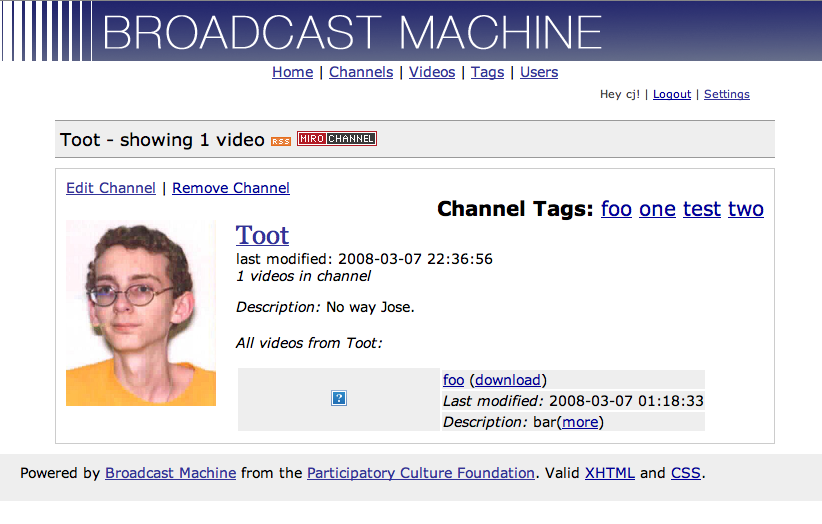 BROADCAST MACHINE
Home | Channels | Videos | Tags | Users
Hey cj! | Logout | Settings
Toot - showing 1 video RSS MIRO CHANNEL
Edit Channel | Remove Channel
Channel Tags: foo one test two
Toot
last modified: 2008-03-07 22:36:56
1 videos in channel
Description: No way Jose.
All videos from Toot:
foo (download)
Last modified: 2008-03-07 01:18:33
Description: bar(more)
Powered by Broadcast Machine from the Participatory Culture Foundation. Valid XHTML and CSS.